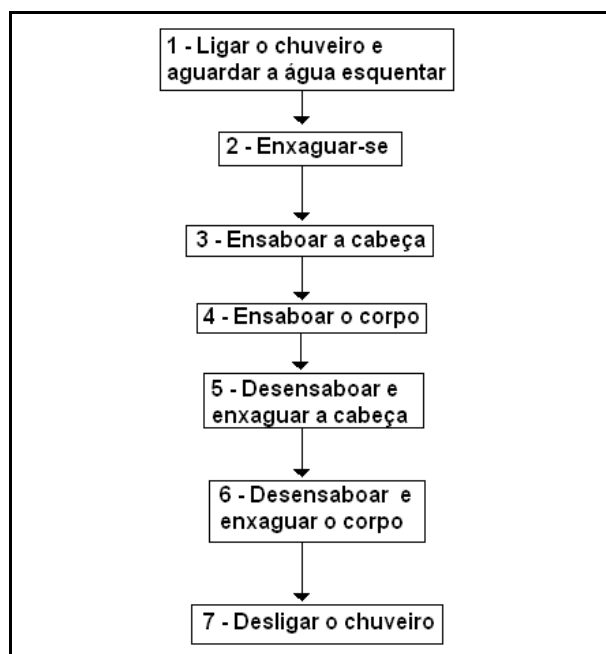 1 - Ligar o chuveiro e
aguardar a água esquentar
2 - Enxaguar-se
3 - Ensaboar a cabeça
4 - Ensaboar o corpo
5 - Desensaboar e
enxaguar a cabeça
6 - Desensaboar e
enxaguar o corpo
7 - Desligar o chuveiro